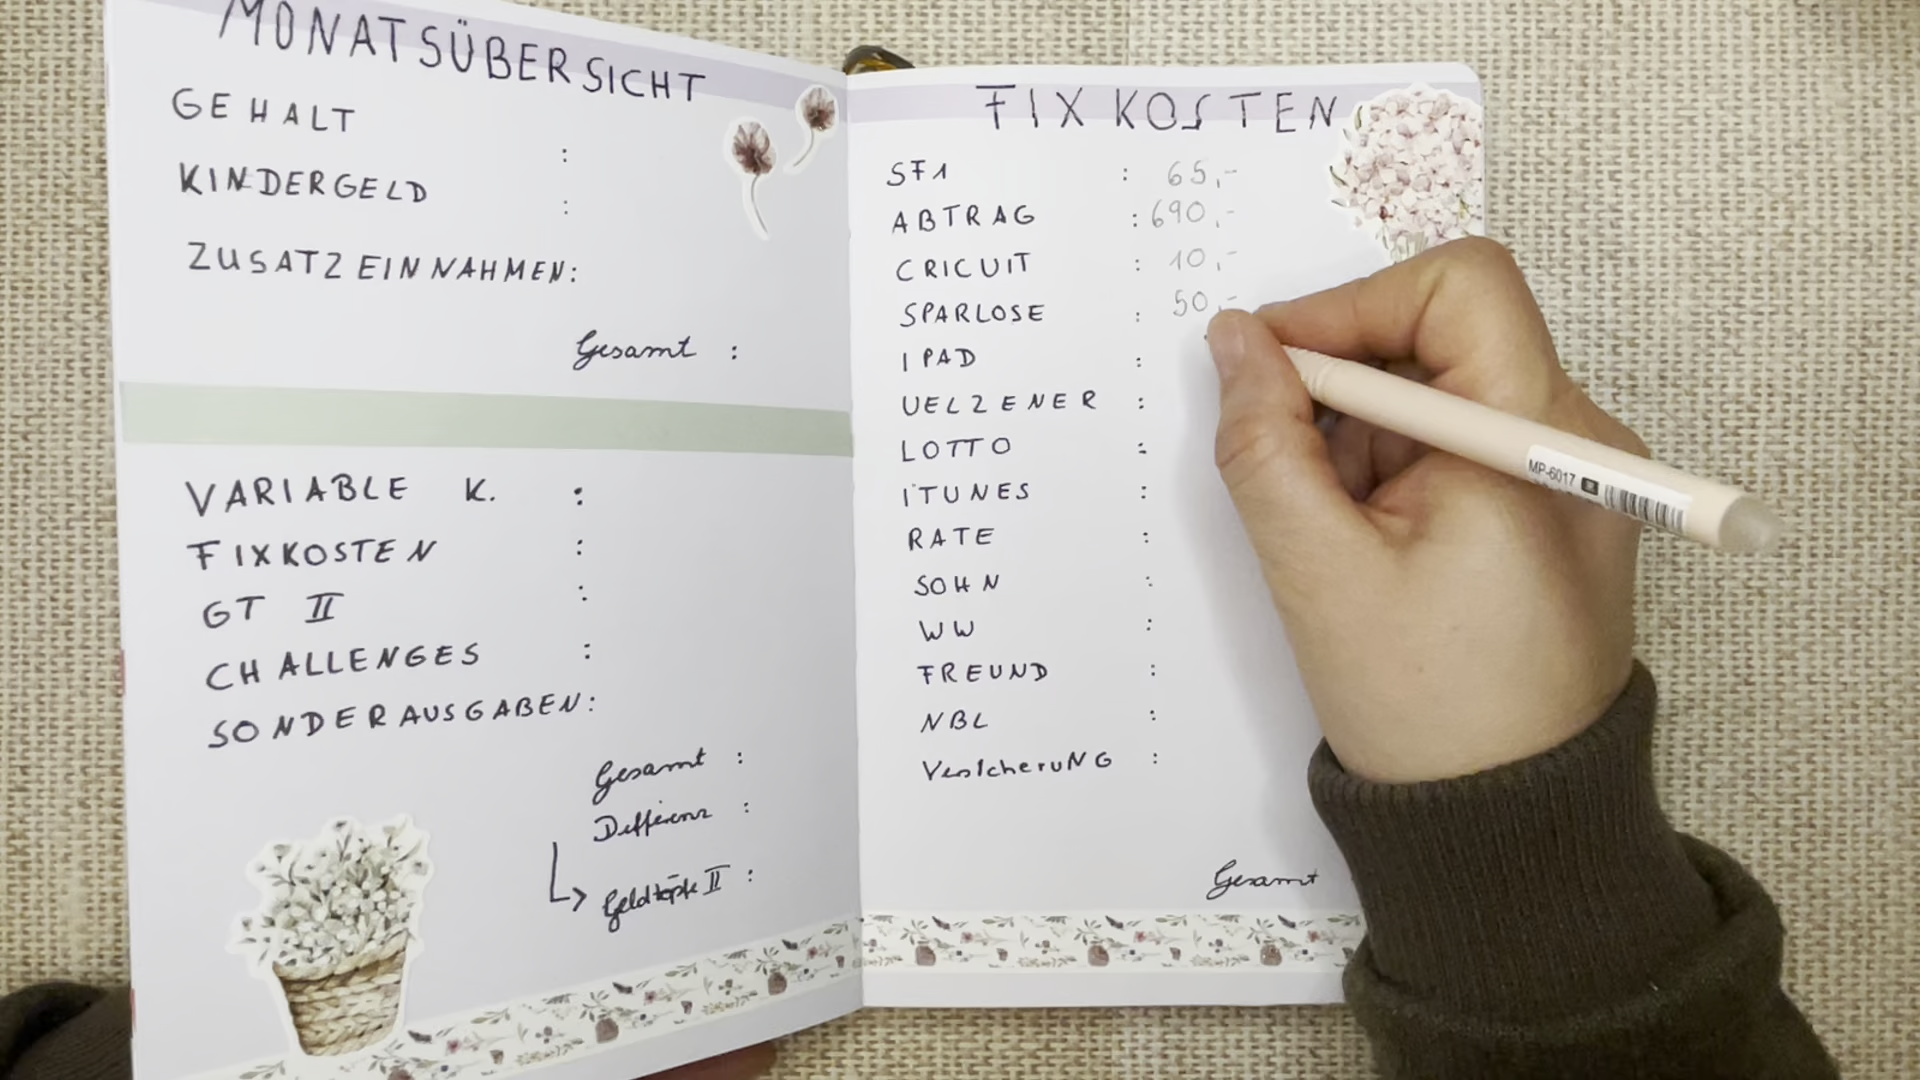 MONATSÜBERSICHT
GEHALT :
KINDERGELD :
ZUSATZEINNAHMEN:
Gesamt :
VARIABLE K. :
FIXKOSTEN :
GT II :
CHALLENGES :
SONDERAUSGABEN:
Gesamt :
Differenz :
Geldtöpfe II :
FIXKOSTEN
SF1 : 65,-
ABTRAG : 690,-
CRICUIT : 10,-
SPARLOSE : 50,-
IPAD :
UELZENER :
LOTTO :
ITUNES :
RATE :
SOHN :
WW :
FREUND :
NBL :
VersicheruNG :
Gesamt
MP-6017